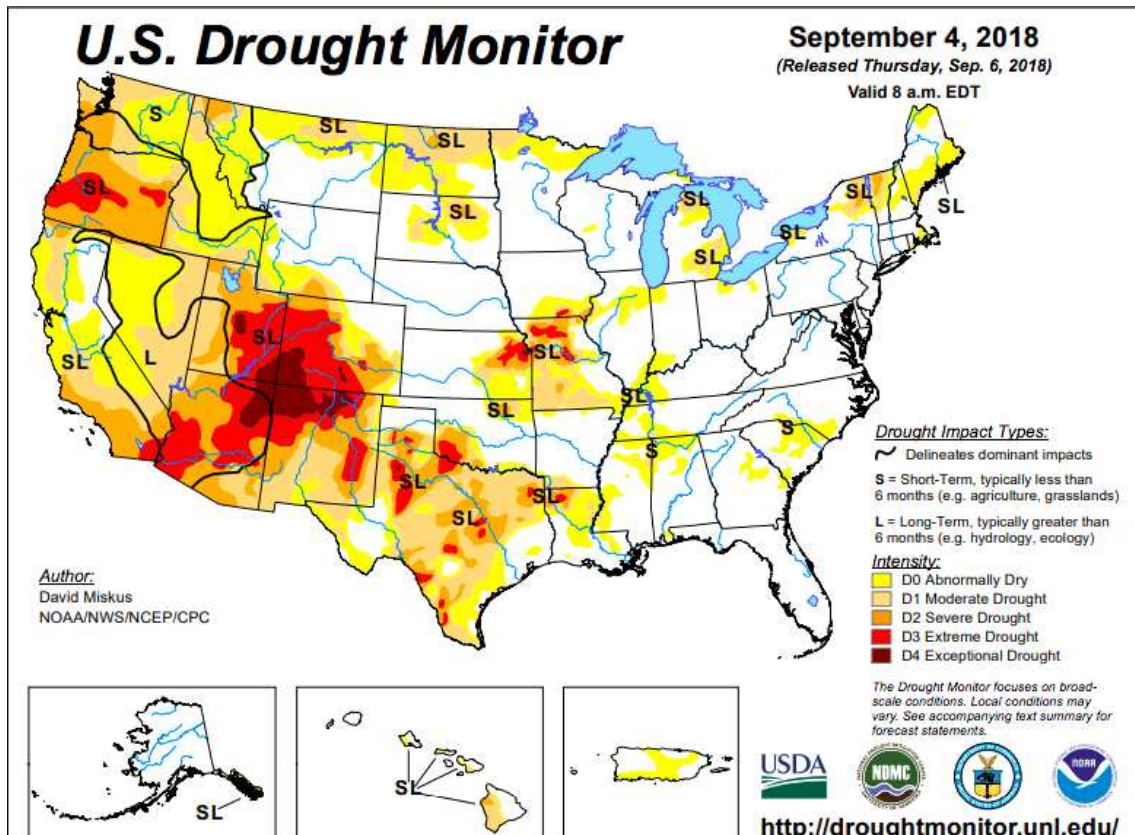 U.S. Drought Monitor
September 4, 2018
(Released Thursday, Sep. 6, 2018)
Valid 8 a.m. EDT
S
SL
SL
SL
SL
SL
SL
SL
SL
SL
SL
SL
L
SL
SL
SL
SL
S
S
SL
SL
SL
Drought Impact Types:
Delineates dominant impacts
S = Short-Term, typically less than
6 months (e.g. agriculture, grasslands)
L = Long-Term, typically greater than
6 months (e.g. hydrology, ecology)
Intensity:
D0 Abnormally Dry
D1 Moderate Drought
D2 Severe Drought
D3 Extreme Drought
D4 Exceptional Drought
Author:
David Miskus
NOAA/NWS/NCEP/CPC
The Drought Monitor focuses on broad-
scale conditions. Local conditions may
vary. See accompanying text summary for
forecast statements.
SL
SL
USDA
NDMC
NOAA
http://droughtmonitor.unl.edu/